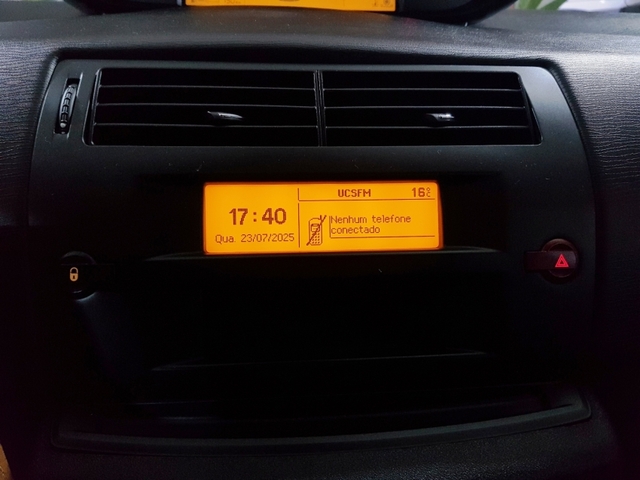 UCSFM 16°C
17:40
Qua 23/07/2025
Nenhum telefone
conectado